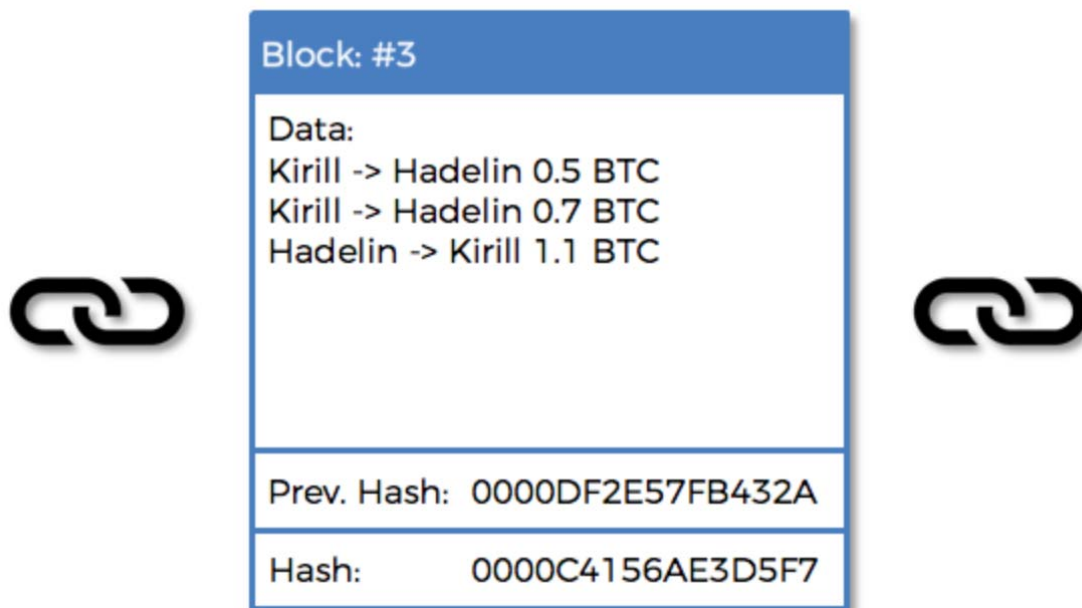 Block: #3
Data:
Kirill -> Hadelin 0.5 BTC
Kirill -> Hadelin 0.7 BTC
Hadelin -> Kirill 1.1 BTC
Prev. Hash: 0000DF2E57FB432A
Hash: 0000C4156AE3D5F7